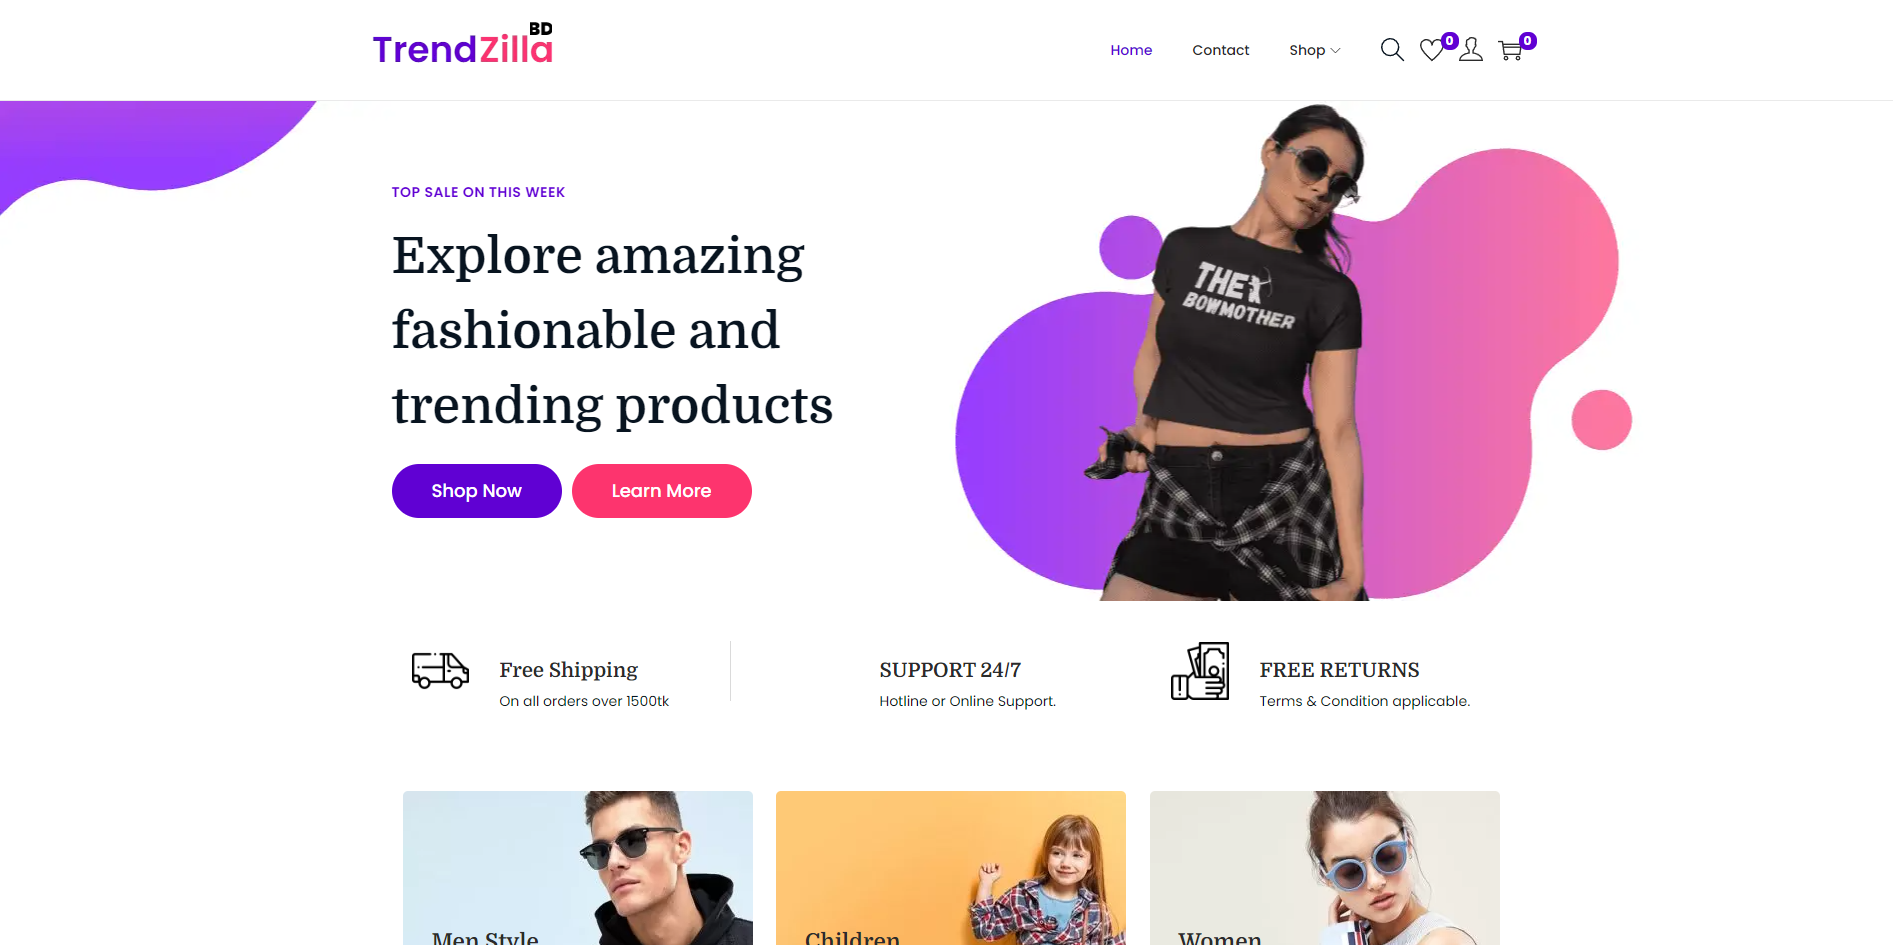 TrendZilla BD
Home
Contact
Shop
0
0
TOP SALE ON THIS WEEK
Explore amazing
fashionable and
trending products
Shop Now
Learn More
THE
BOWMOTHER
Free Shipping
On all orders over 1500tk
SUPPORT 24/7
Hotline or Online Support.
FREE RETURNS
Terms & Condition applicable.
Men Style
Children
Women